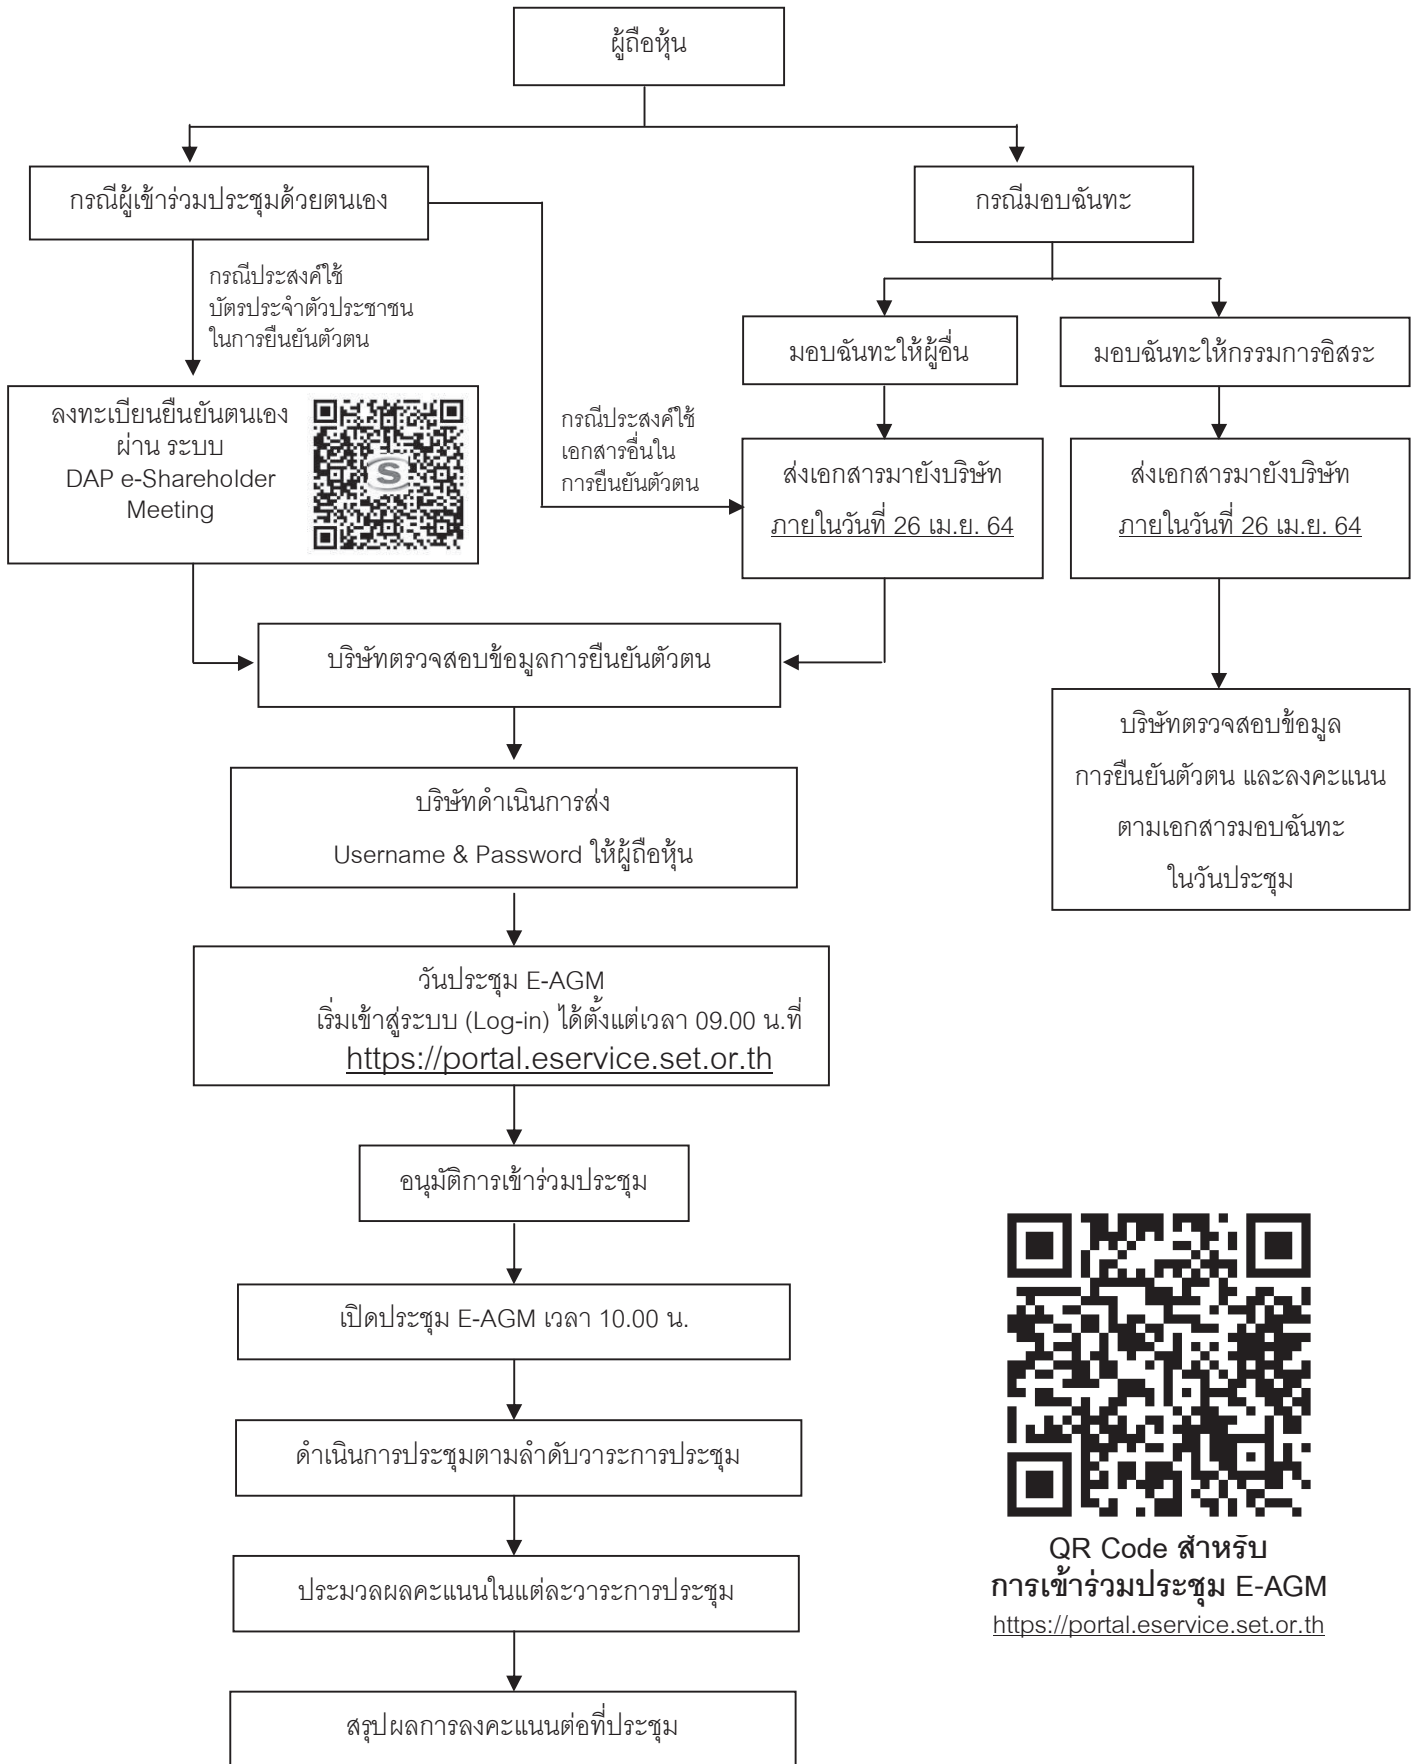 ผู้ถือหุ้น
กรณีผู้เข้าร่วมประชุมด้วยตนเอง
กรณีมอบฉันทะ
กรณีประสงค์ใช้
บัตรประจำตัวประชาชน
ในการยืนยันตัวตน
มอบฉันทะให้ผู้อื่น
มอบฉันทะให้กรรมการอิสระ
ลงทะเบียนยืนยันตนเอง
ผ่าน ระบบ
DAP e-Shareholder
Meeting
S
กรณีประสงค์ใช้
เอกสารอื่นใน
การยืนยันตัวตน
ส่งเอกสารมายังบริษัท
ภายในวันที่ 26 เม.ย. 64
ส่งเอกสารมายังบริษัท
ภายในวันที่ 26 เม.ย. 64
บริษัทตรวจสอบข้อมูลการยืนยันตัวตน
บริษัทตรวจสอบข้อมูล
การยืนยันตัวตน และลงคะแนน
ตามเอกสารมอบฉันทะ
ในวันประชุม
บริษัทดำเนินการส่ง
Username & Password ให้ผู้ถือหุ้น
วันประชุม E-AGM
เริ่มเข้าสู่ระบบ (Log-in) ได้ตั้งแต่เวลา 09.00 น.ที่
https://portal.eservice.set.or.th
อนุมัติการเข้าร่วมประชุม
เปิดประชุม E-AGM เวลา 10.00 น.
ดำเนินการประชุมตามลำดับวาระการประชุม
ประมวลผลคะแนนในแต่ละวาระการประชุม
สรุปผลการลงคะแนนต่อที่ประชุม
QR Code สำหรับ
การเข้าร่วมประชุม E-AGM
https://portal.eservice.set.or.th